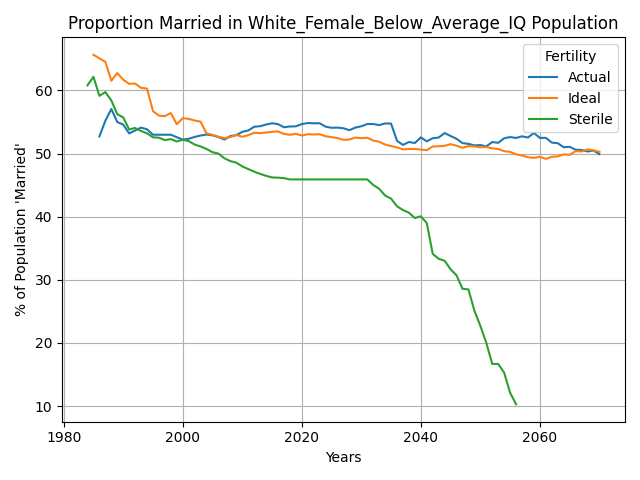 Proportion Married in White_Female_Below_Average_IQ Population
% of Population 'Married'
60
50
40
30
20
10
Fertility
Actual
Ideal
Sterile
1980
2000
2020
2040
2060
Years